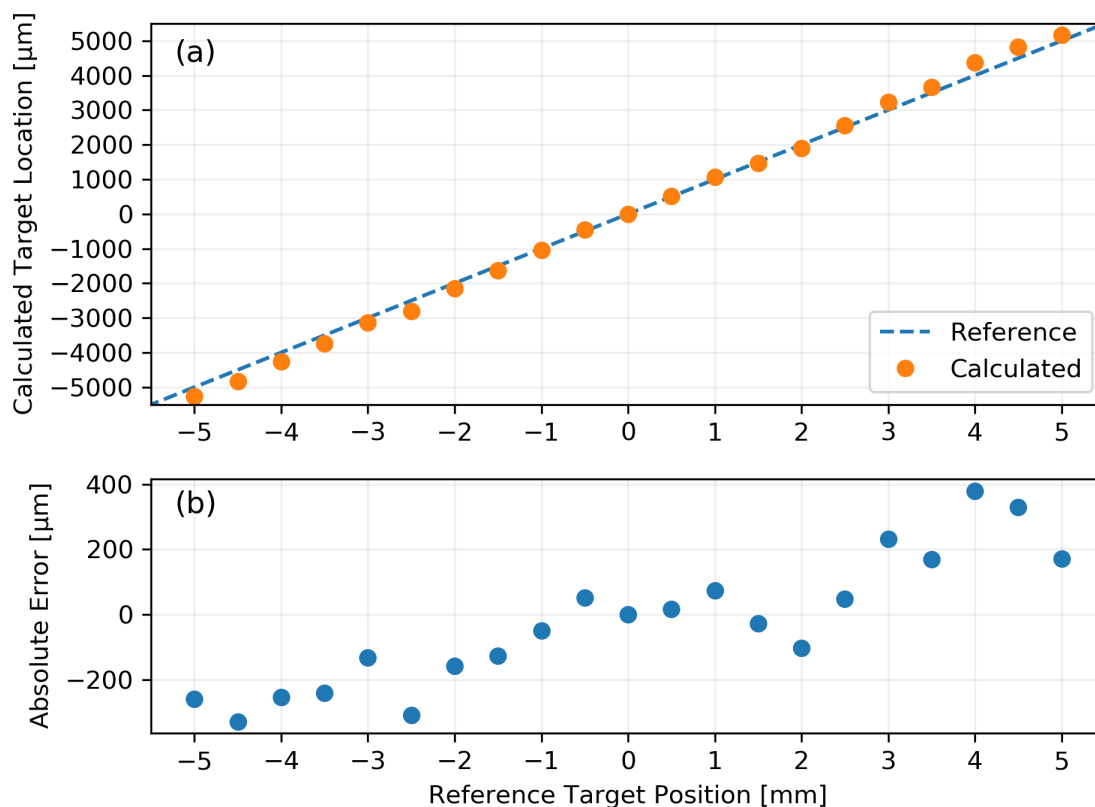 (a)
Calculated Target Location [µm]
5000
4000
3000
2000
1000
0
−1000
−2000
−3000
−4000
−5000
Reference
Calculated
−5 −4 −3 −2 −1 0 1 2 3 4 5
(b)
Absolute Error [µm]
400
200
0
−200
−5 −4 −3 −2 −1 0 1 2 3 4 5
Reference Target Position [mm]